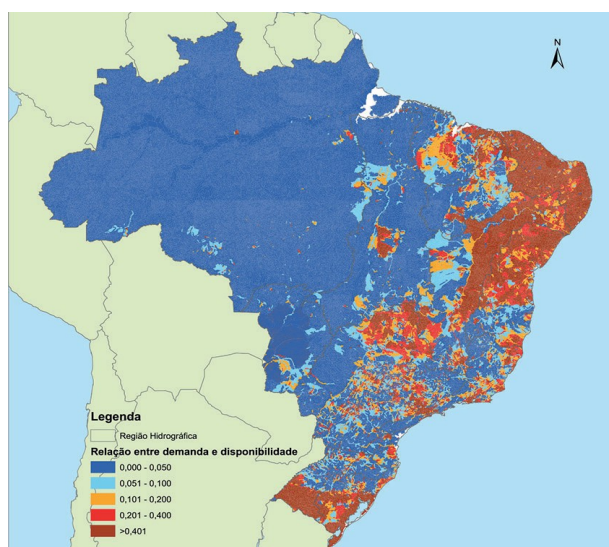 N
Legenda
Região Hidrográfica
Relação entre demanda e disponibilidade
0,000 - 0,050
0,051 - 0,100
0,101 - 0,200
0,201 - 0,400
>0,401